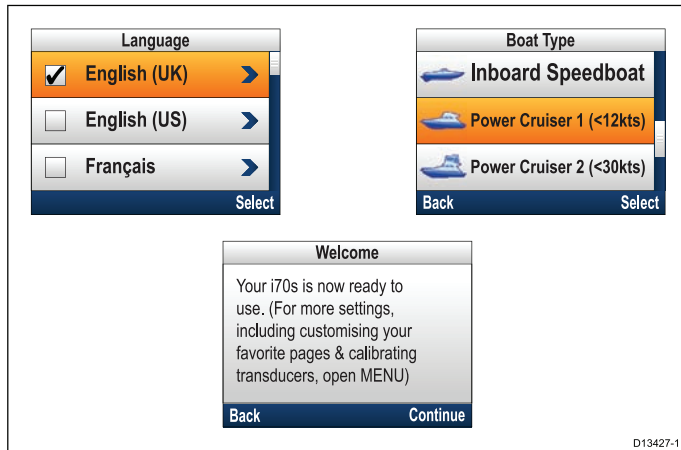 Language
English (UK)
English (US)
Français
Select
Boat Type
Inboard Speedboat
Power Cruiser 1 (<12kts)
Power Cruiser 2 (<30kts)
Back Select
Welcome
Your i70s is now ready to
use. (For more settings,
including customising your
favorite pages & calibrating
transducers, open MENU)
Back Continue
D13427-1